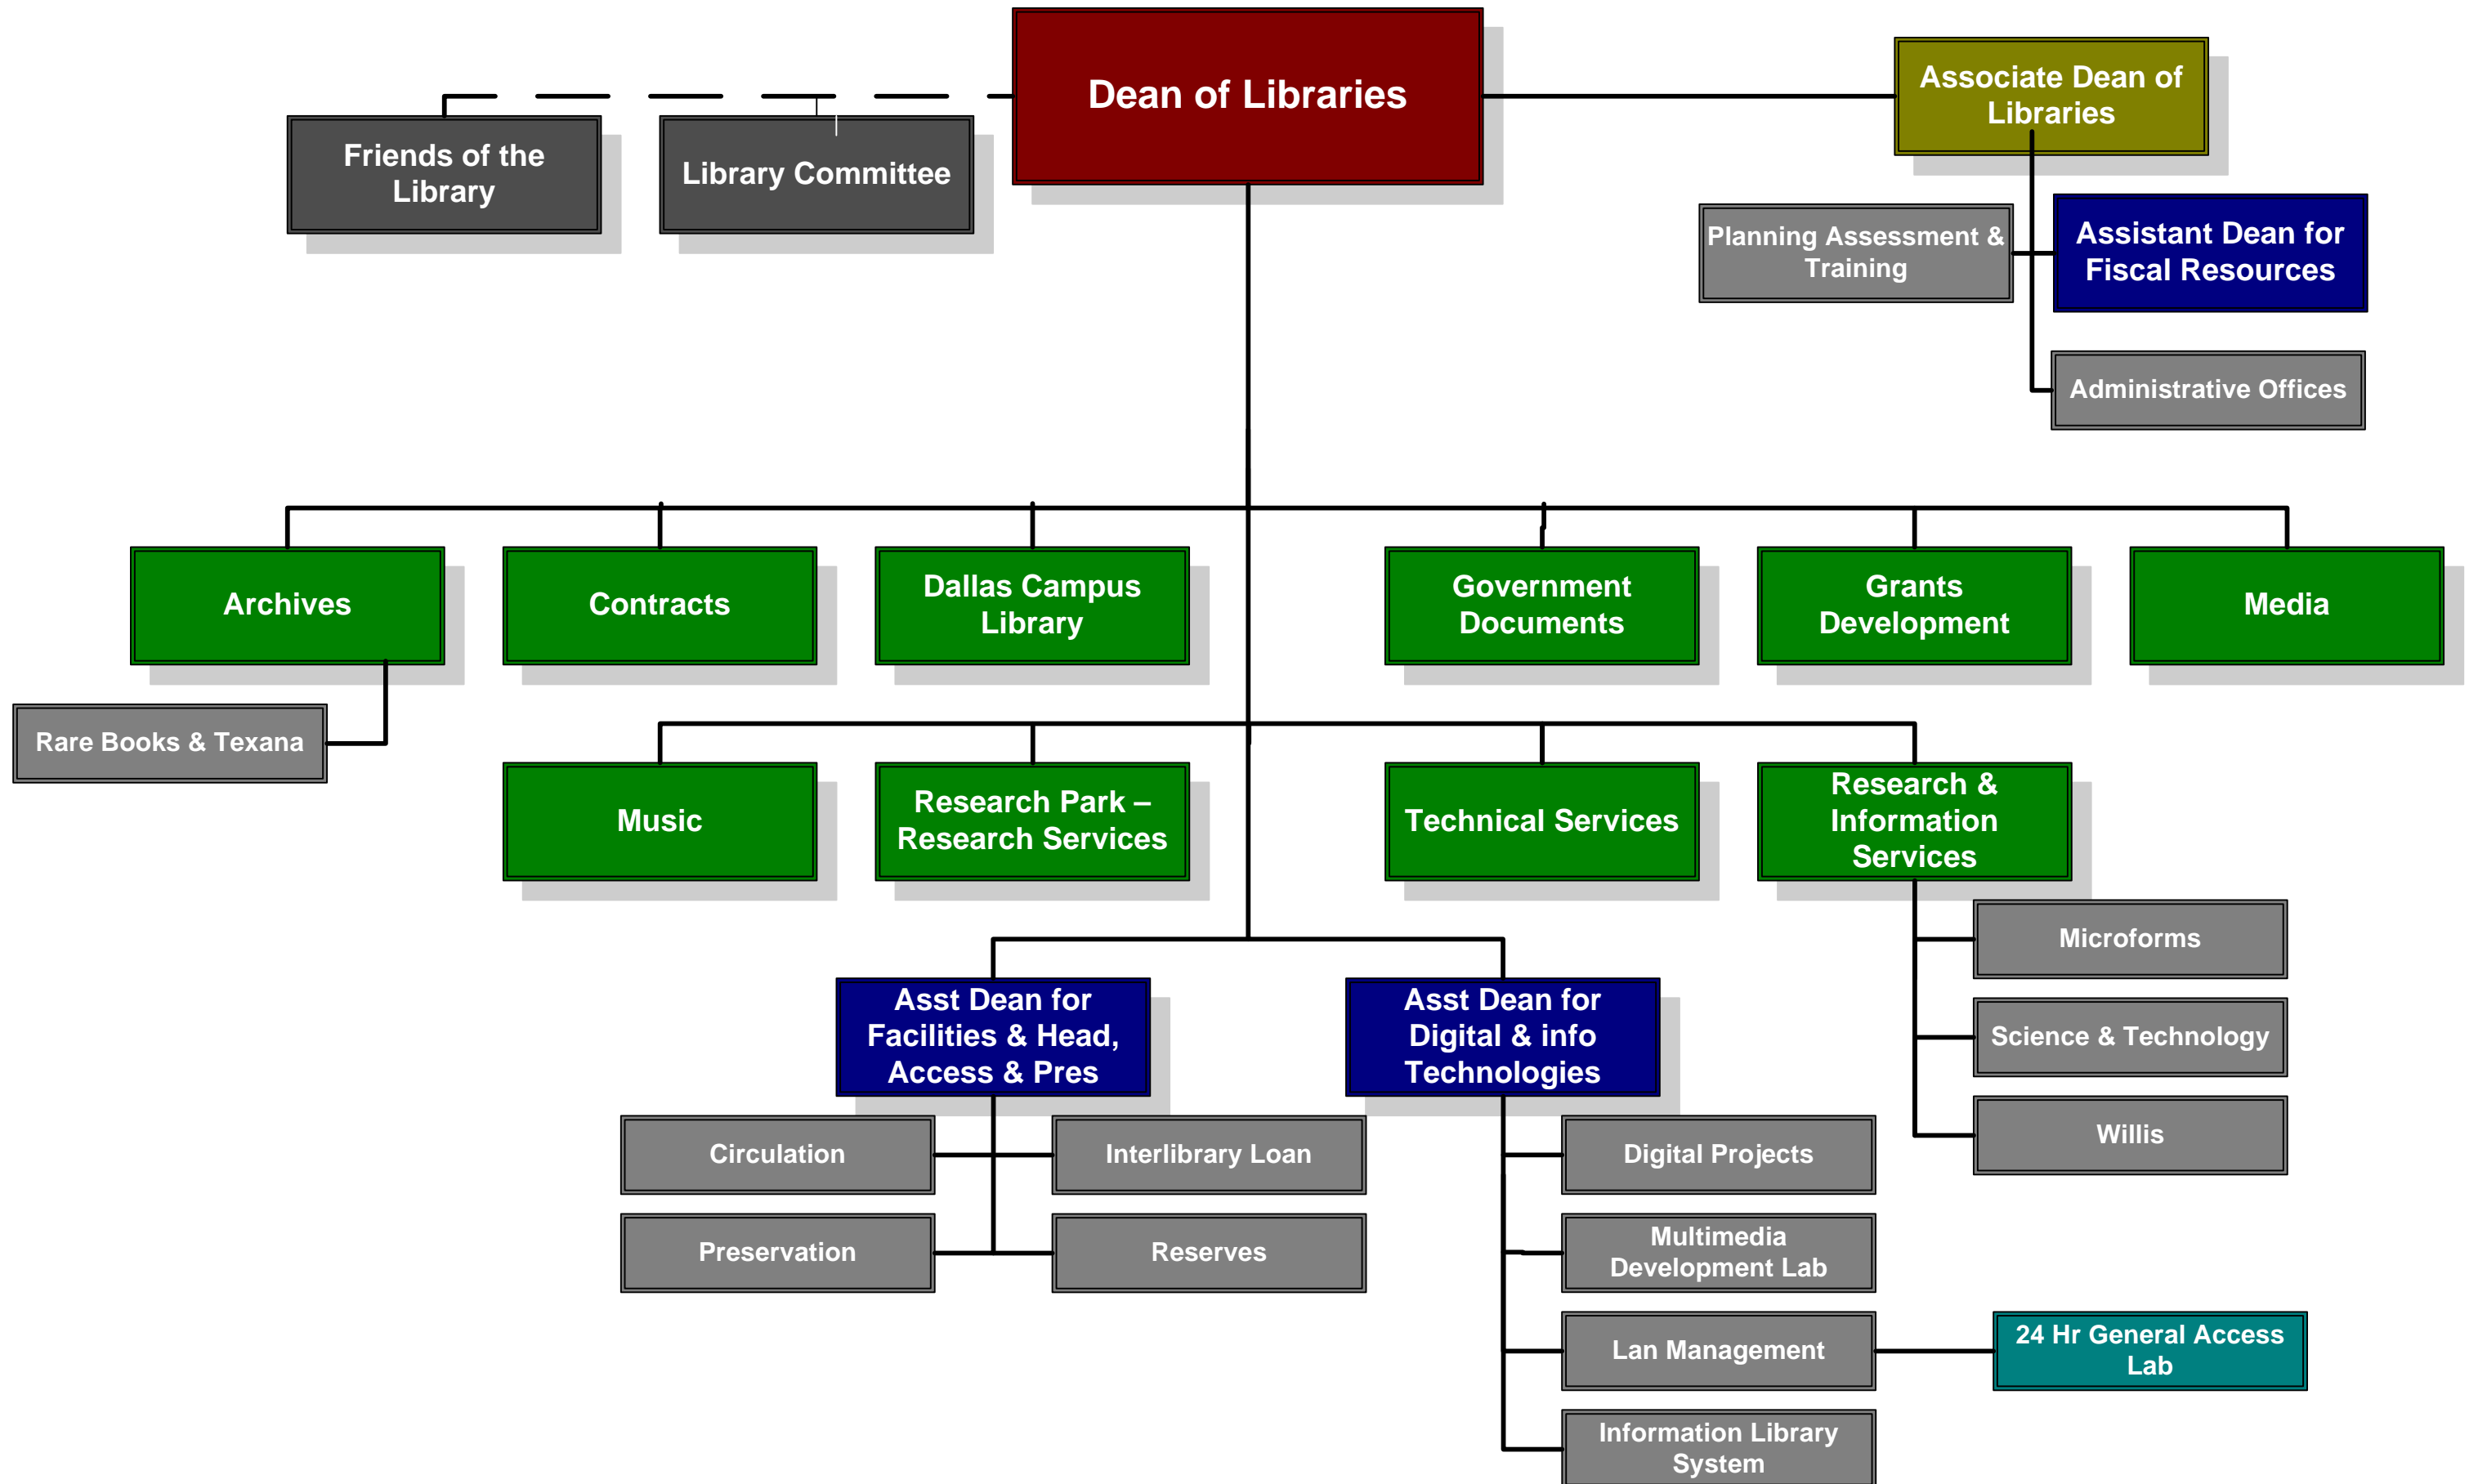 Dean of Libraries
Associate Dean of
Libraries
Friends of the
Library
Library Committee
Planning Assessment &
Training
Assistant Dean for
Fiscal Resources
Administrative Offices
Archives
Contracts
Dallas Campus
Library
Government
Documents
Grants
Development
Media
Rare Books & Texana
Music
Research Park –
Research Services
Technical Services
Research &
Information
Services
Microforms
Science & Technology
Willis
Asst Dean for
Facilities & Head,
Access & Pres
Asst Dean for
Digital & info
Technologies
Circulation
Interlibrary Loan
Preservation
Reserves
Digital Projects
Multimedia
Development Lab
Lan Management
24 Hr General Access
Lab
Information Library
System